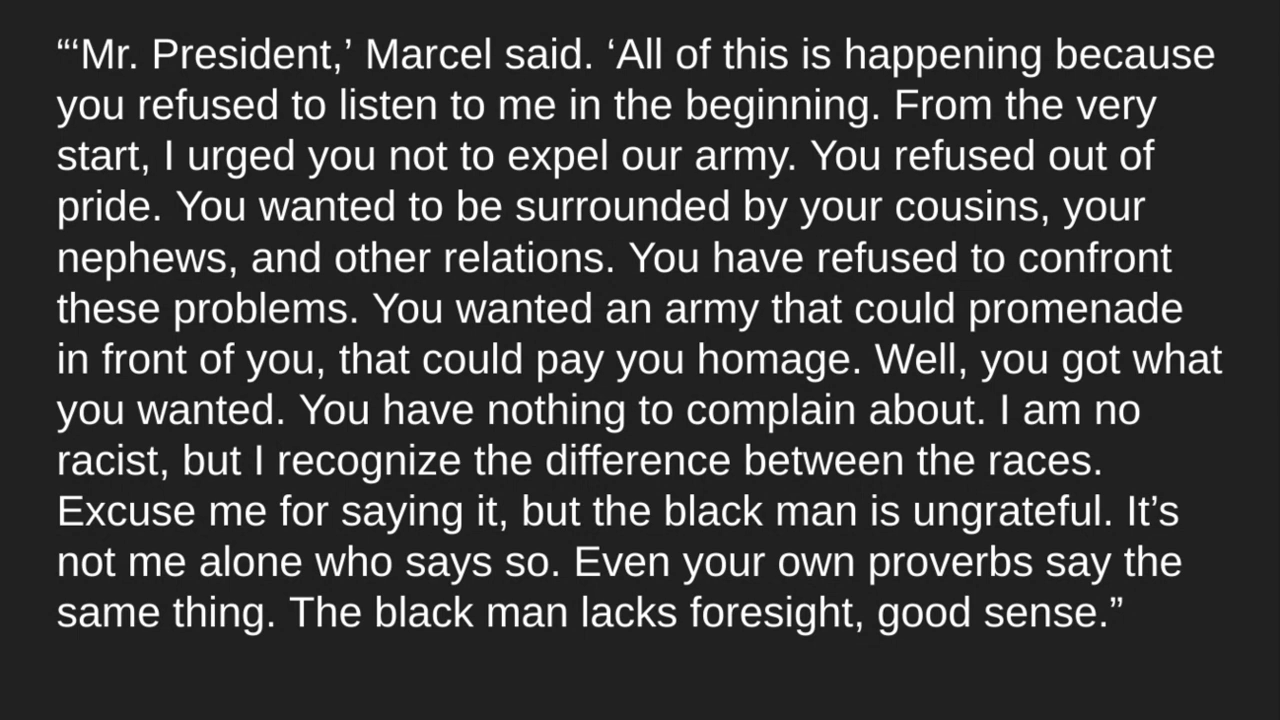 “‘Mr. President,’ Marcel said. ‘All of this is happening because
you refused to listen to me in the beginning. From the very
start, I urged you not to expel our army. You refused out of
pride. You wanted to be surrounded by your cousins, your
nephews, and other relations. You have refused to confront
these problems. You wanted an army that could promenade
in front of you, that could pay you homage. Well, you got what
you wanted. You have nothing to complain about. I am no
racist, but I recognize the difference between the races.
Excuse me for saying it, but the black man is ungrateful. It’s
not me alone who says so. Even your own proverbs say the
same thing. The black man lacks foresight, good sense.”